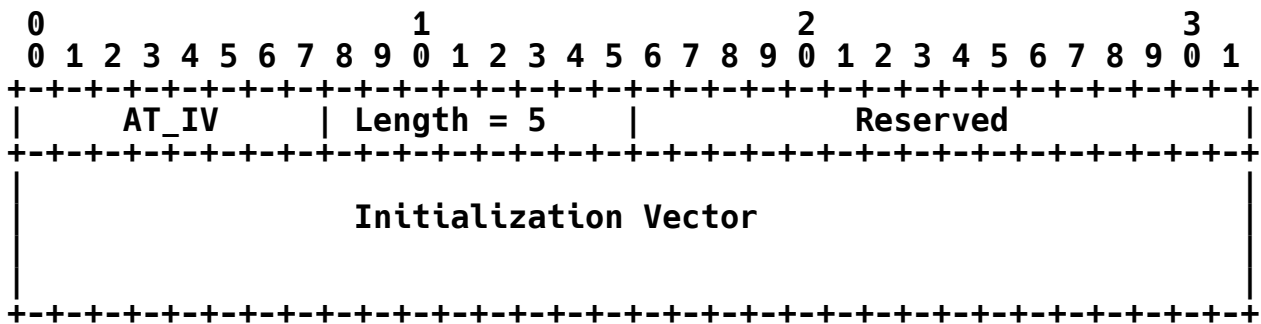 0                   1                   2                   3
 0 1 2 3 4 5 6 7 8 9 0 1 2 3 4 5 6 7 8 9 0 1 2 3 4 5 6 7 8 9 0 1
+-+-+-+-+-+-+-+-+-+-+-+-+-+-+-+-+-+-+-+-+-+-+-+-+-+-+-+-+-+-+-+-+
|     AT_IV     | Length = 5    |           Reserved            |
+-+-+-+-+-+-+-+-+-+-+-+-+-+-+-+-+-+-+-+-+-+-+-+-+-+-+-+-+-+-+-+-+
|                                                               |
|                 Initialization Vector                         |
|                                                               |
|                                                               |
+-+-+-+-+-+-+-+-+-+-+-+-+-+-+-+-+-+-+-+-+-+-+-+-+-+-+-+-+-+-+-+-+